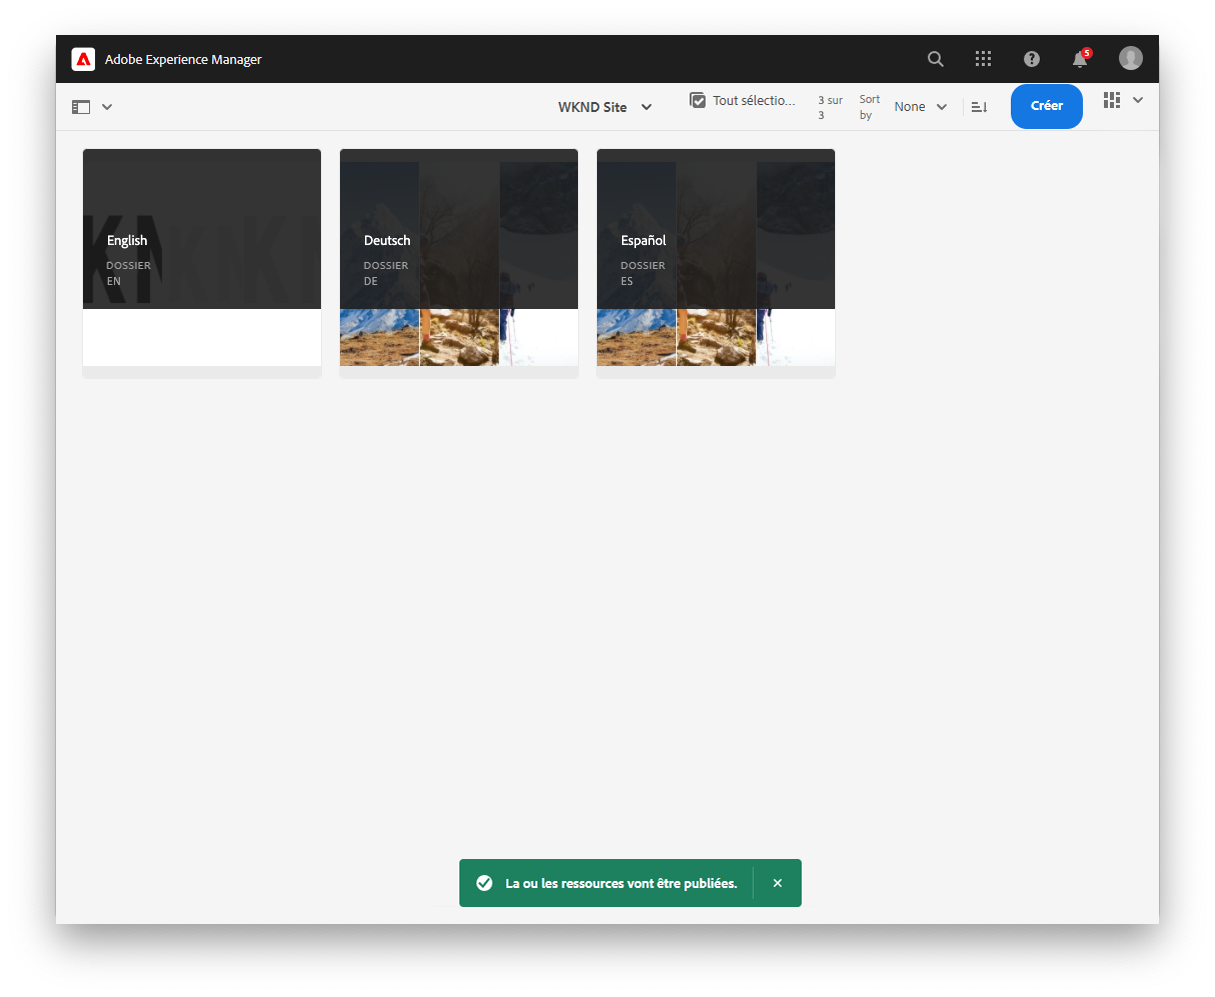 Adobe Experience Manager
5
WKND Site
Tout sélectio...
3 sur
3
Sort
by
None
Créer
English
DOSSIER
EN
Deutsch
DOSSIER
DE
Español
DOSSIER
ES
La ou les ressources vont être publiées.